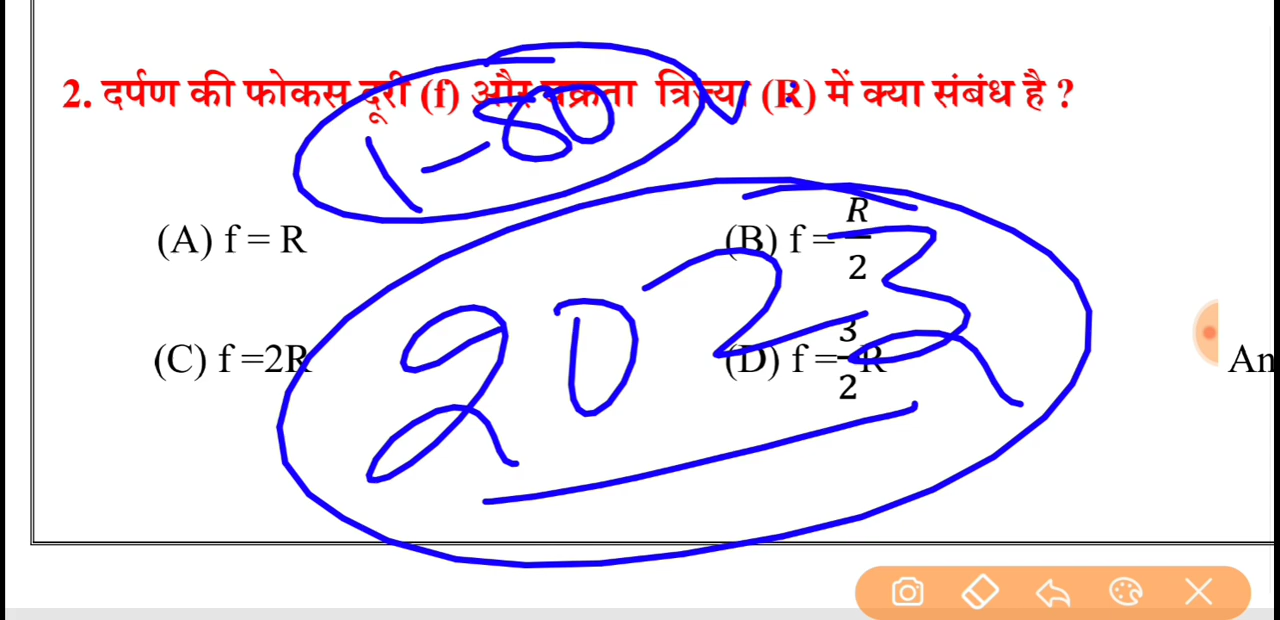 2. दर्पण की फोकस दूरी (f) और वक्रता त्रिज्या (R) में क्या संबंध है ?
1-80
(A) f = R
(B) f = R/2
2023
(C) f =2R
(D) f = 3/2 R
An